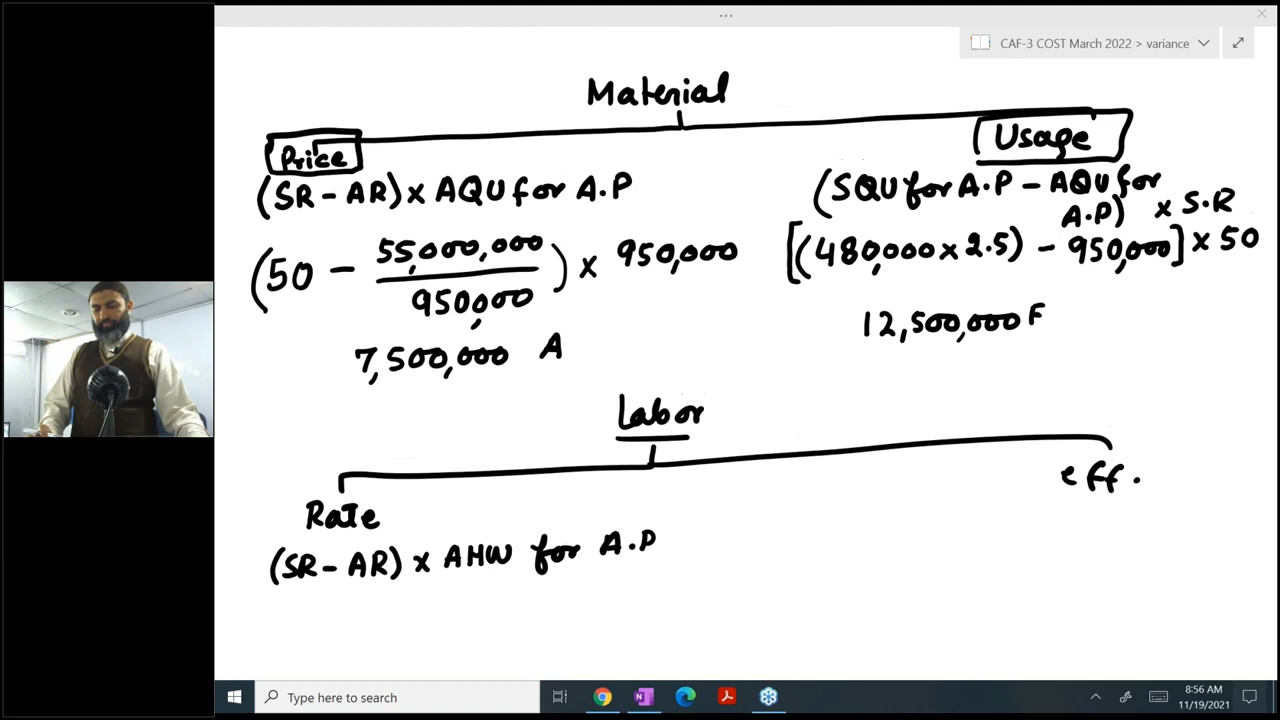 CAF-3 COST March 2022 > variance
Material
Price
Usage
(SR - AR) × AQU for A.P
(SQU for A.P - AQU for A.P) × S.R
(50 - 55,000,000 / 950,000) × 950,000
[(480,000 × 2.5) - 950,000] × 50
7,500,000 A
12,500,000 F
Labor
Rate
eff.
(SR - AR) × AHW for A.P
Type here to search
8:56 AM
11/19/2021